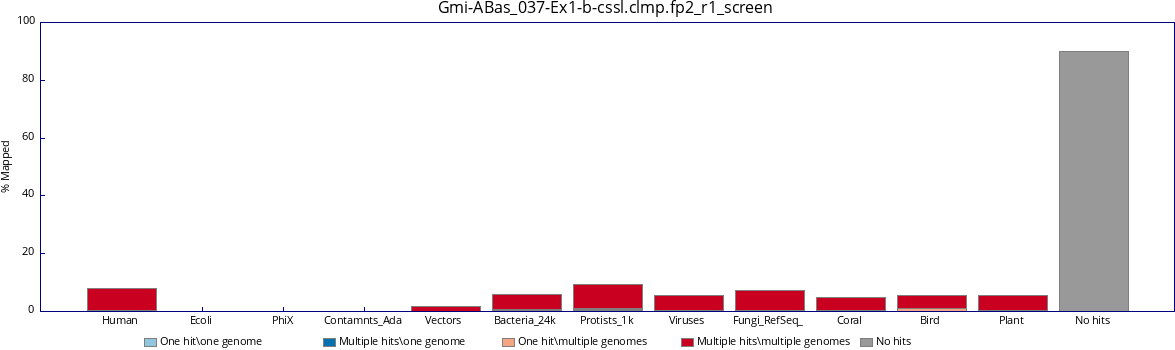 Gmi-ABas_037-Ex1-b-cssl.clmp.fp2_r1_screen
100
80
60
40
20
0
% Mapped
Human Ecoli PhiX Contamnts_Ada Vectors Bacteria_24k Protists_1k Viruses Fungi_RefSeq_ Coral Bird Plant No hits
One hit\one genome Multiple hits\one genome One hit\multiple genomes Multiple hits\multiple genomes No hits